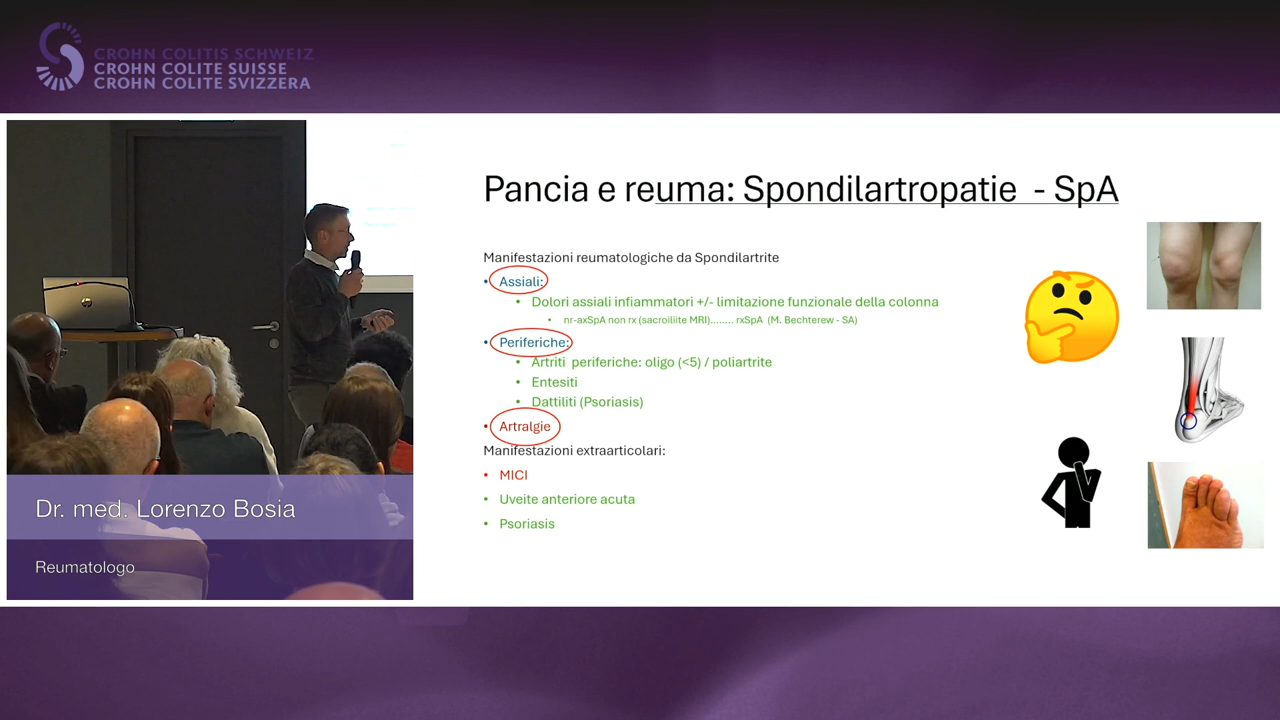 CROHN COLITIS SCHWEIZ
CROHN COLITE SUISSE
CROHN COLITE SVIZZERA
Pancia e reuma: Spondilartropatie - SpA
Manifestazioni reumatologiche da Spondilartrite
• Assiali:
• Dolori assiali infiammatori +/- limitazione funzionale della colonna
• nr-axSpA non rx (sacroiliite MRI)........ rxSpA (M. Bechterew - SA)
• Periferiche:
• Artriti periferiche: oligo (<5) / poliartrite
• Entesiti
• Dattiliti (Psoriasis)
• Artralgie
Manifestazioni extraarticolari:
• MICI
• Uveite anteriore acuta
• Psoriasis
Dr. med. Lorenzo Bosia
Reumatologo